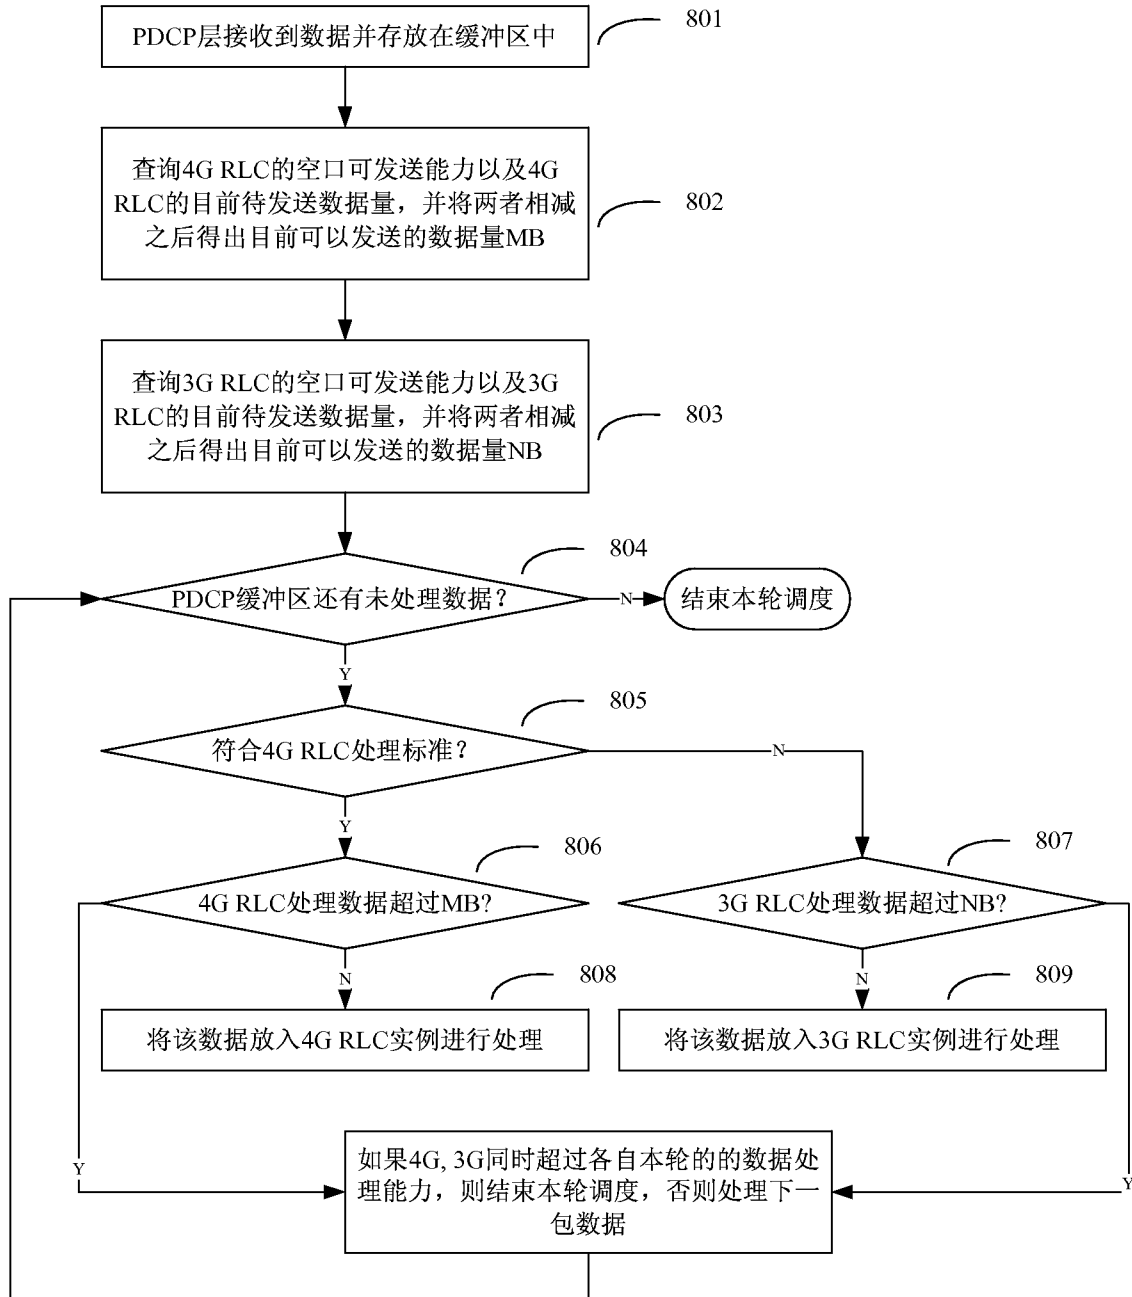 PDCP层接收到数据并存放在缓冲区中
801
查询4G RLC的空口可发送能力以及4G
RLC的目前待发送数据量，并将两者相减
之后得出目前可以发送的数据量MB
802
查询3G RLC的空口可发送能力以及3G
RLC的目前待发送数据量，并将两者相减
之后得出目前可以发送的数据量NB
803
804
PDCP缓冲区还有未处理数据？
N
结束本轮调度
Y
805
符合4G RLC处理标准？
N
Y
806
807
4G RLC处理数据超过MB?
3G RLC处理数据超过NB?
N
808
N
809
将该数据放入4G RLC实例进行处理
将该数据放入3G RLC实例进行处理
Y
如果4G, 3G同时超过各自本轮的的数据处
理能力，则结束本轮调度，否则处理下一
包数据
Y